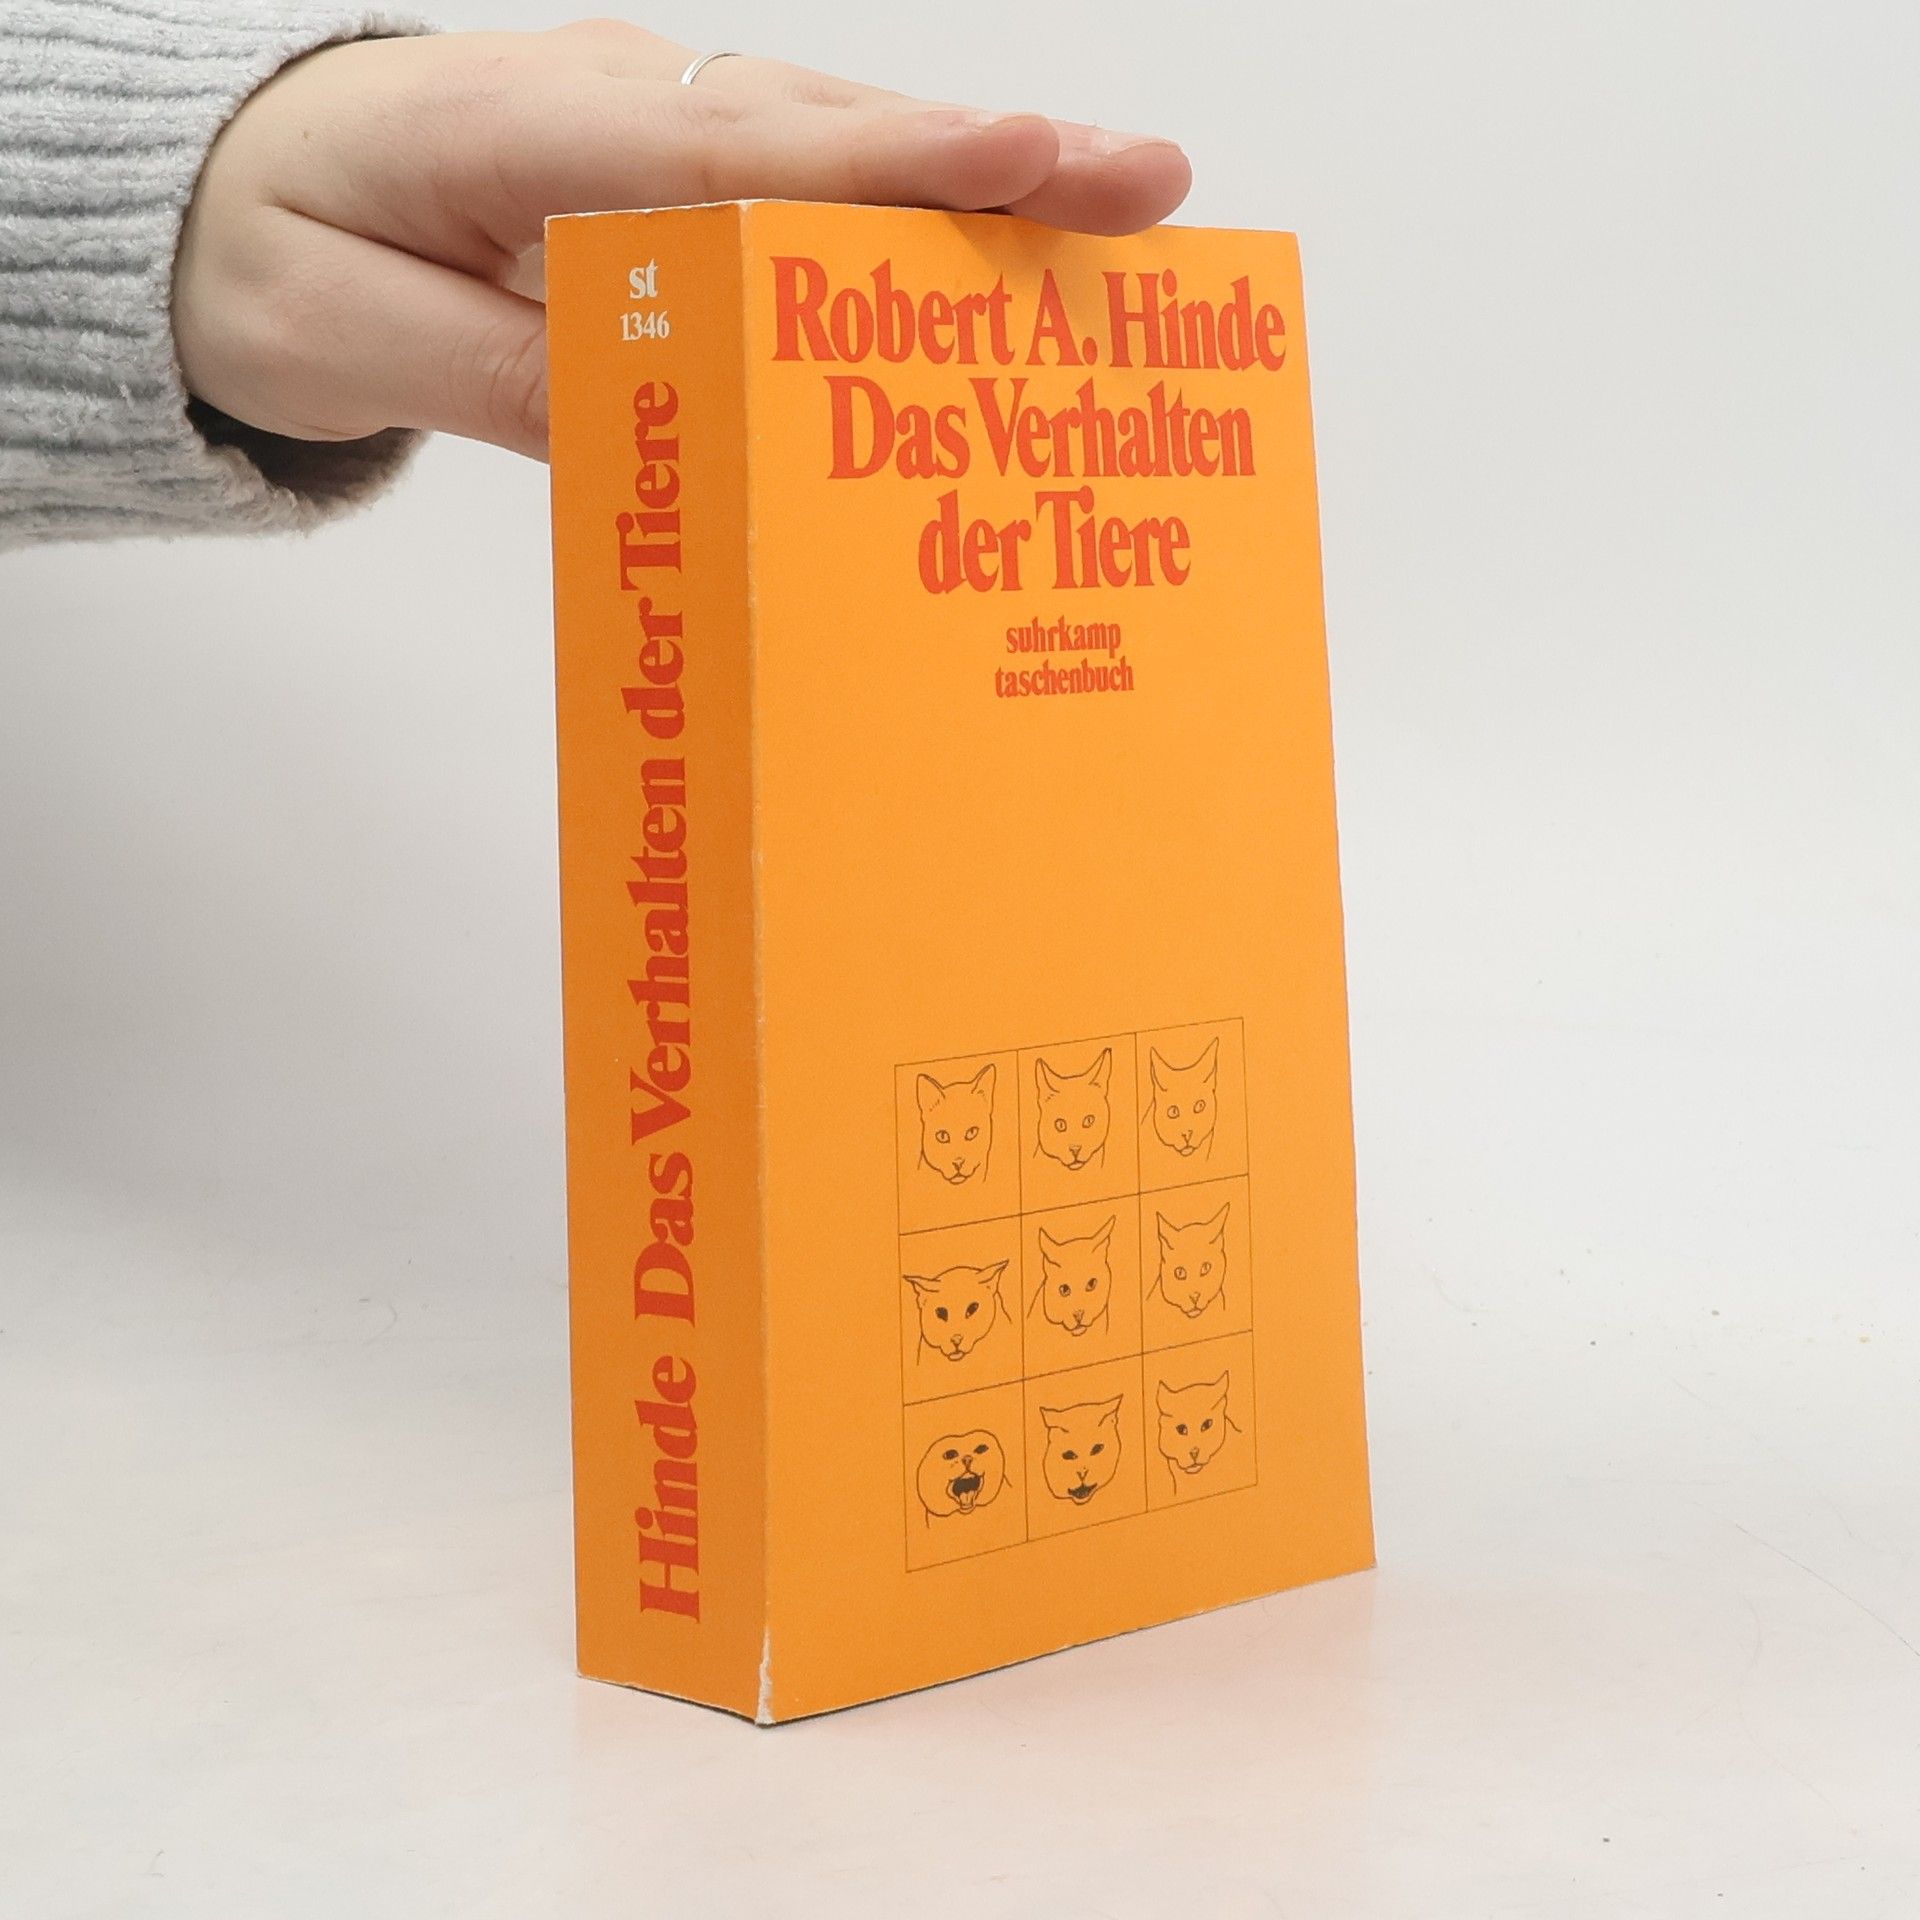 st
1346
Hinde Das Verhalten der Tiere
Robert A. Hinde
Das Verhalten
der Tiere
suhrkamp
taschenbuch